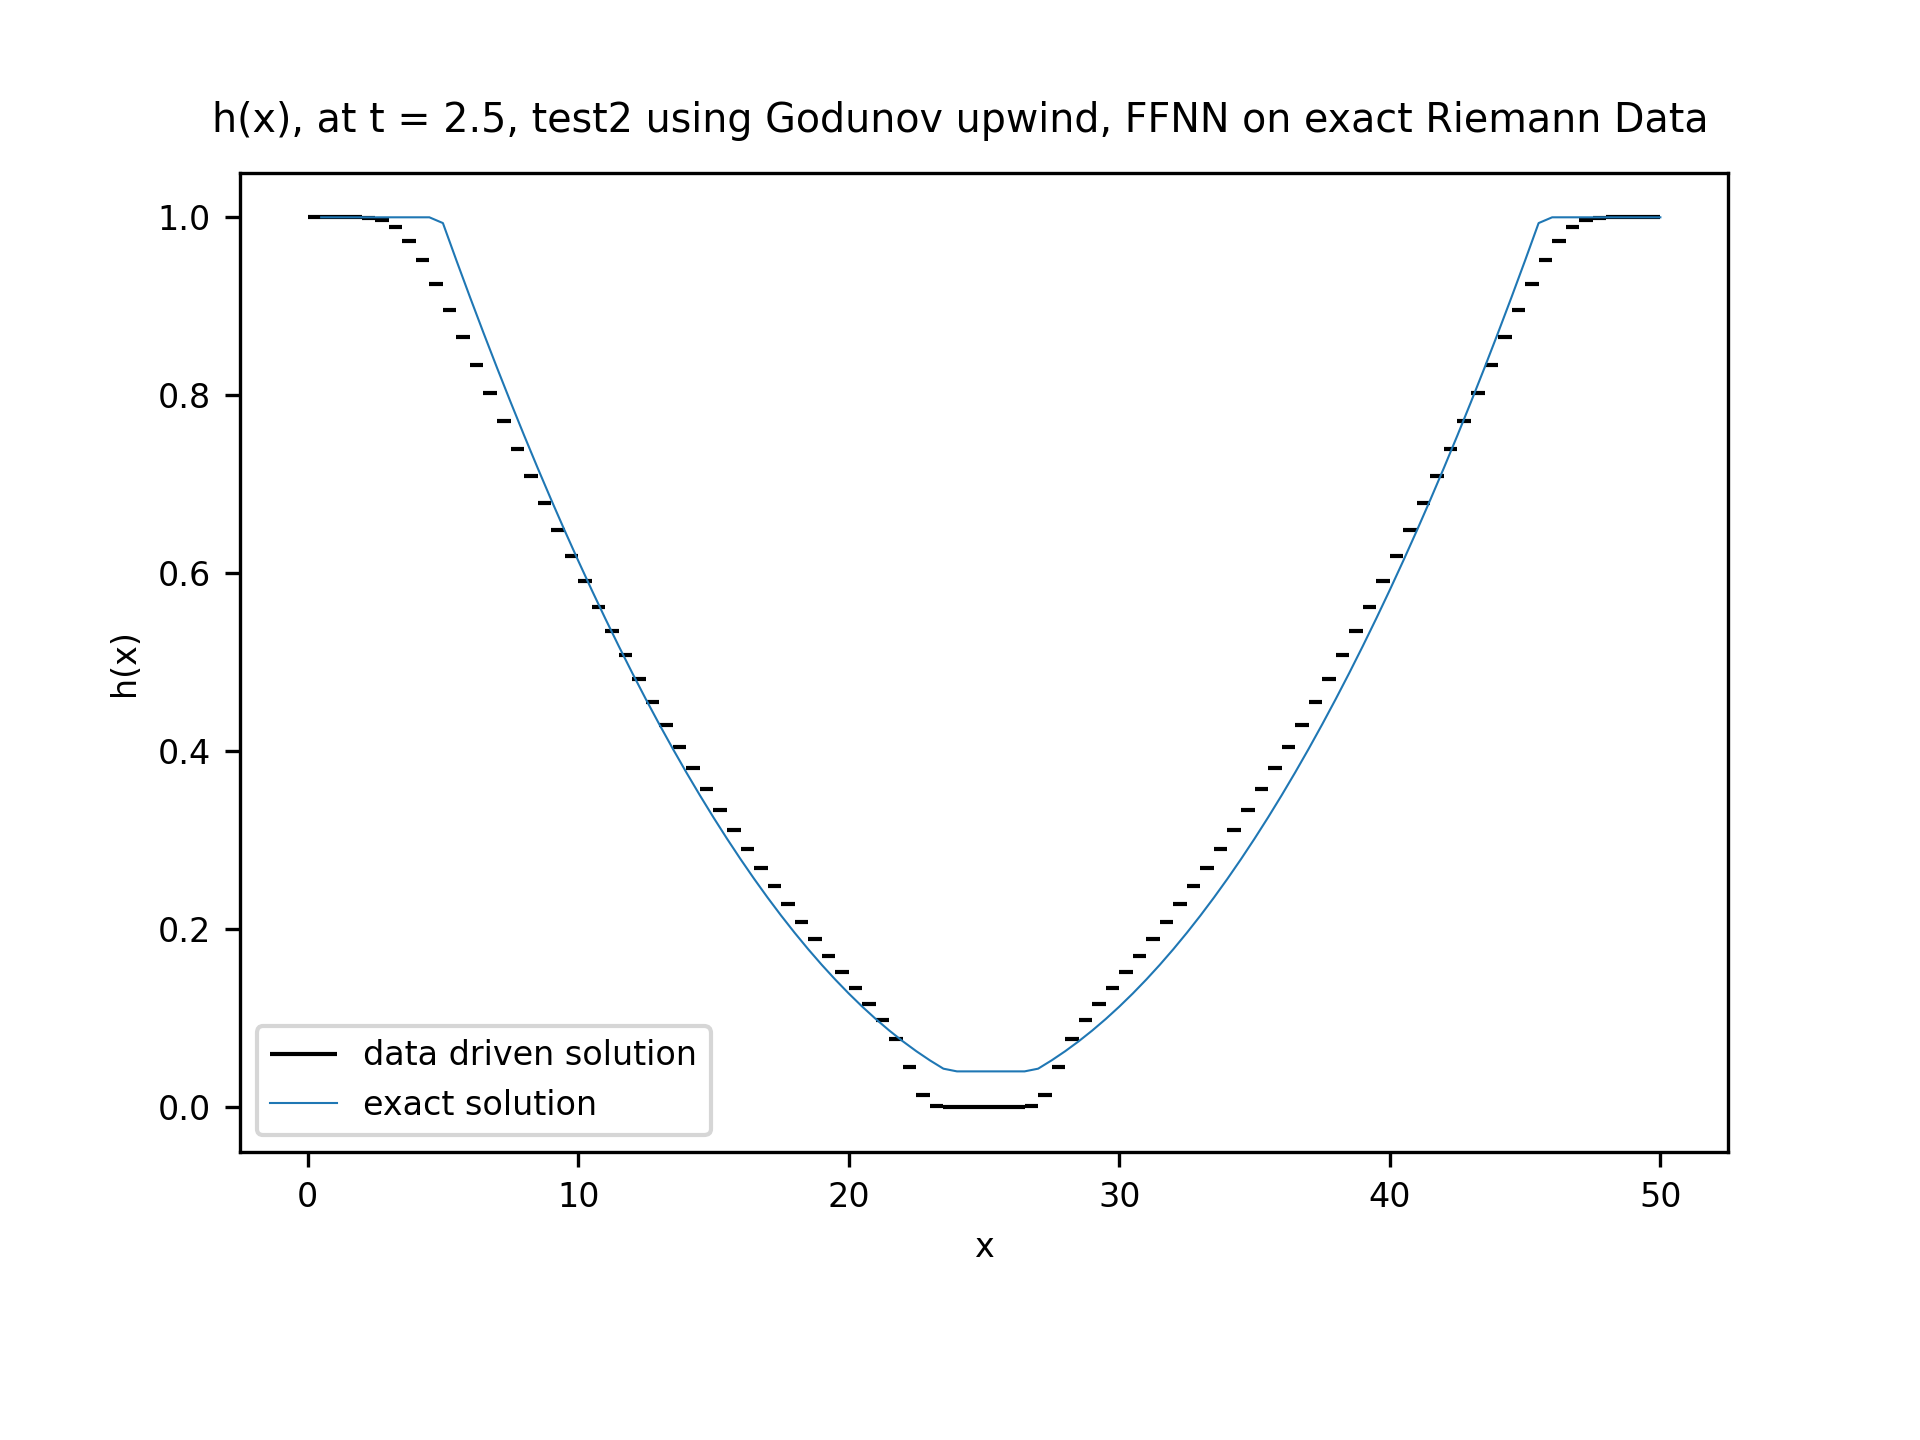 h(x), at t = 2.5, test2 using Godunov upwind, FFNN on exact Riemann Data
1.0
0.8
0.6
0.4
0.2
0.0
h(x)
data driven solution
exact solution
0 10 20 30 40 50
x